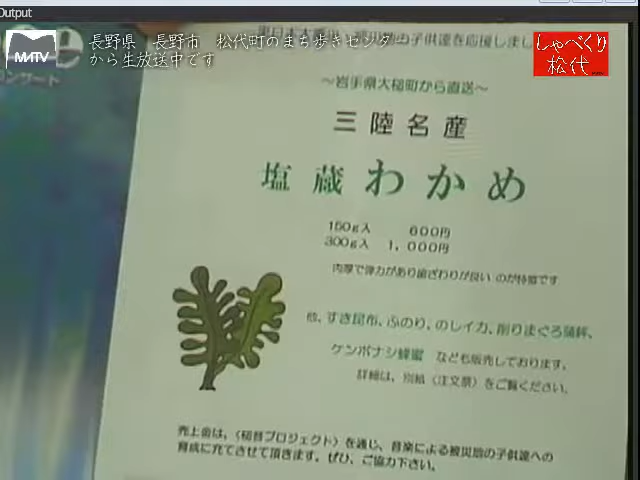 Output
MATV
長野県 長野市 松代町のまち歩きセンター
から生放送中です
しゃべくり
松代
の子供達を応援しまし
ンサート
～岩手県大槌町から直送～
三陸名産
塩蔵わかめ
150g入 600円
300g入 1,000円
肉厚で弾力があり歯ざわりが良いのが特徴です
他、すき昆布、ふのり、のしイカ、削りまぐろ
ケンポナシ蜂蜜 なども販売しております。
詳細は、別紙（注文票）をご覧ください。
売上金は、〈槌音プロジェクト〉を通じ、音楽による被災地の子供達への
育成に充てさせて頂きます。ぜひ、ご協力下さい。